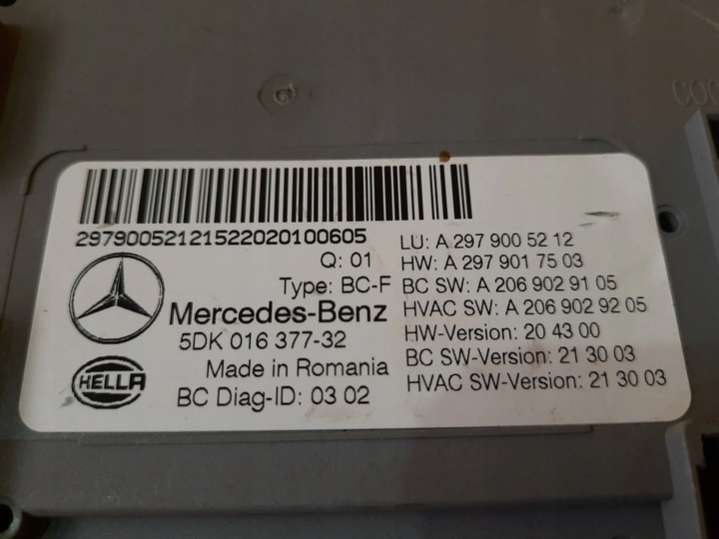 29790052121522020100605
Q: 01
Type: BC-F
Mercedes-Benz
5DK 016 377-32
Made in Romania
BC Diag-ID: 03 02
HELLA
LU: A 297 900 52 12
HW: A 297 901 75 03
BC SW: A 206 902 91 05
HVAC SW: A 206 902 92 05
HW-Version: 20 43 00
BC SW-Version: 21 30 03
HVAC SW-Version: 21 30 03